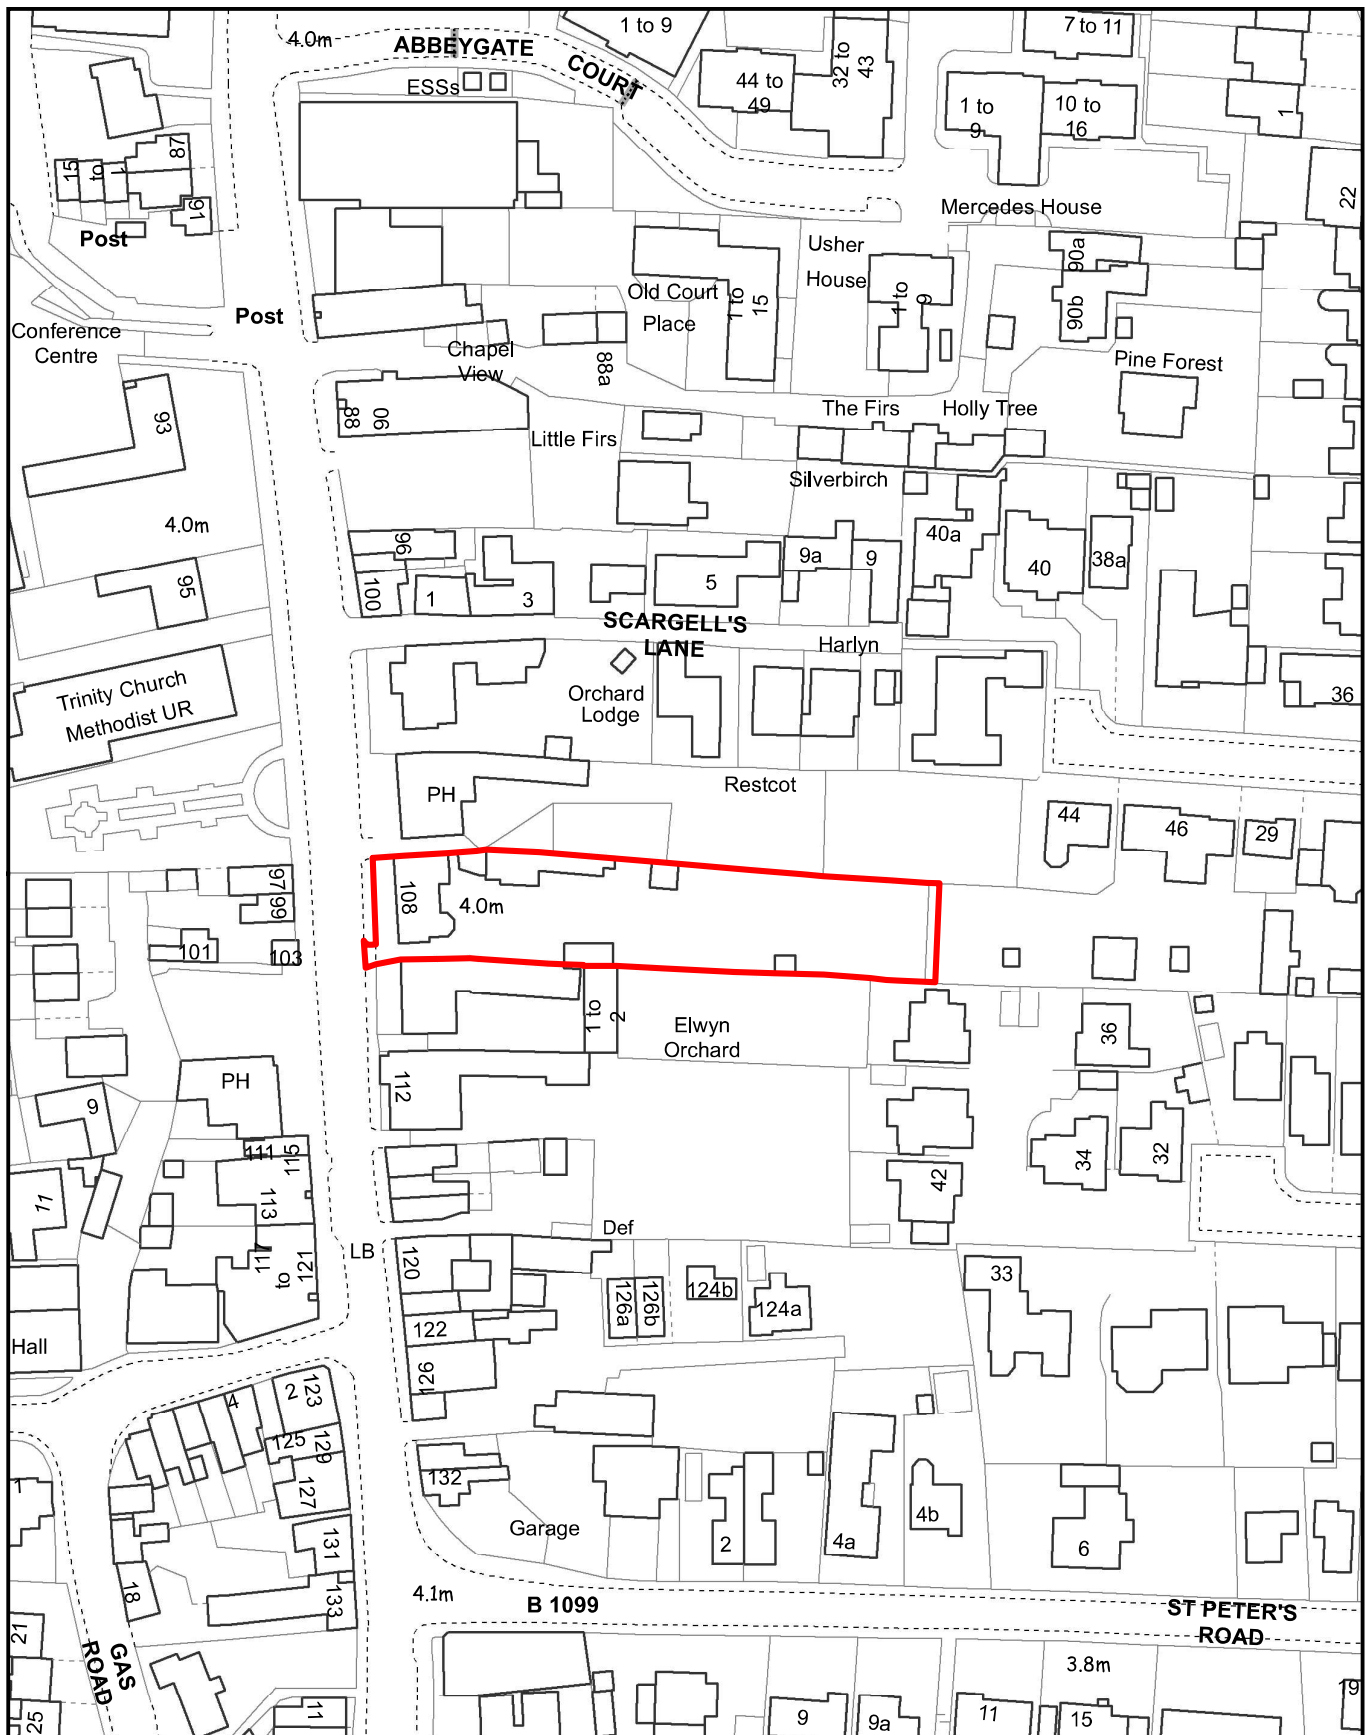 4.0m
ABBEYGATE
COURT
1 to 9
7 to 11
ESSs
44 to
49
32 to
43
1 to
9
10 to
16
1
87
15
to
1
91
Post
Mercedes House
22
Usher
House
1 to
9
90a
90b
Old Court
Place
1 to
15
Post
Conference
Centre
Chapel
View
88a
Pine Forest
93
88
90
The Firs
Holly Tree
Little Firs
Silverbirch
4.0m
96
40a
9a
9
38a
40
95
100
1
3
5
SCARGELL'S
LANE
Harlyn
Trinity Church
Methodist UR
Orchard
Lodge
36
PH
Restcot
44
46
29
97
99
108
4.0m
101
103
1 to
2
Elwyn
Orchard
36
PH
112
9
111
115
34
32
42
11
113
Def
LB
117
to
121
120
33
126a
126b
124b
124a
122
Hall
126
2
123
4
125
129
132
127
1
Garage
2
4a
4b
6
131
18
133
4.1m
B 1099
ST PETER'S
ROAD
21
GAS
ROAD
3.8m
25
11
9
9a
11
15
19